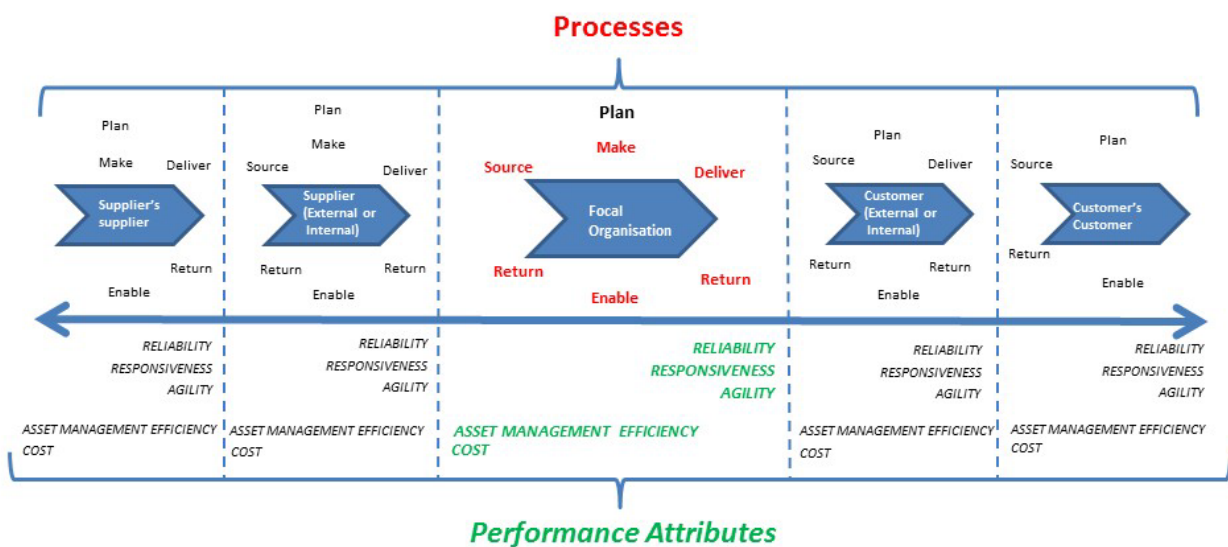 Processes
Plan
Make
Deliver
Supplier's
supplier
Return
Enable
Plan
Make
Source
Deliver
Supplier
(External or
Internal)
Return
Return
Enable
Plan
Make
Source
Deliver
Focal
Organisation
Return
Return
Enable
Plan
Source
Deliver
Customer
(External or
Internal)
Return
Return
Enable
Plan
Source
Customer's
Customer
Return
Enable
RELIABILITY
RESPONSIVENESS
AGILITY
ASSET MANAGEMENT EFFICIENCY
COST
RELIABILITY
RESPONSIVENESS
AGILITY
ASSET MANAGEMENT EFFICIENCY
COST
RELIABILITY
RESPONSIVENESS
AGILITY
ASSET MANAGEMENT EFFICIENCY
COST
RELIABILITY
RESPONSIVENESS
AGILITY
ASSET MANAGEMENT EFFICIENCY
COST
RELIABILITY
RESPONSIVENESS
AGILITY
ASSET MANAGEMENT EFFICIENCY
COST
Performance Attributes